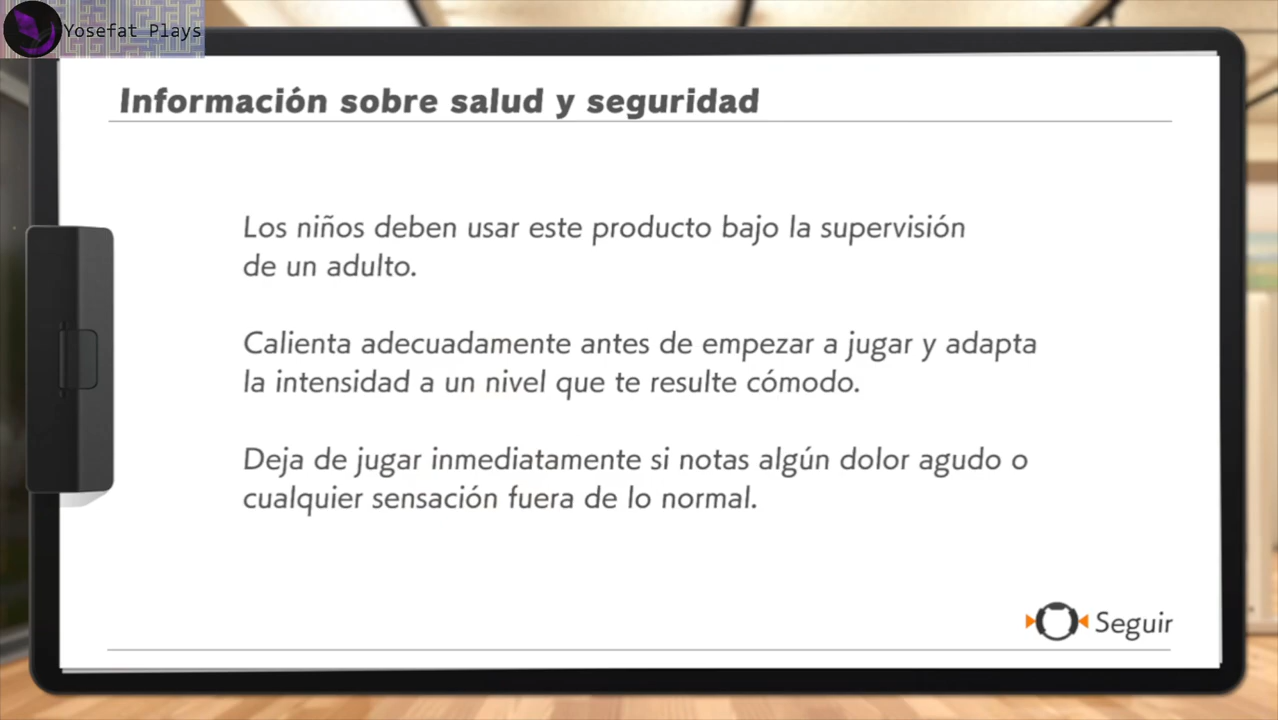 Yosefat Plays
Información sobre salud y seguridad
Los niños deben usar este producto bajo la supervisión
de un adulto.
Calienta adecuadamente antes de empezar a jugar y adapta
la intensidad a un nivel que te resulte cómodo.
Deja de jugar inmediatamente si notas algún dolor agudo o
cualquier sensación fuera de lo normal.
Seguir